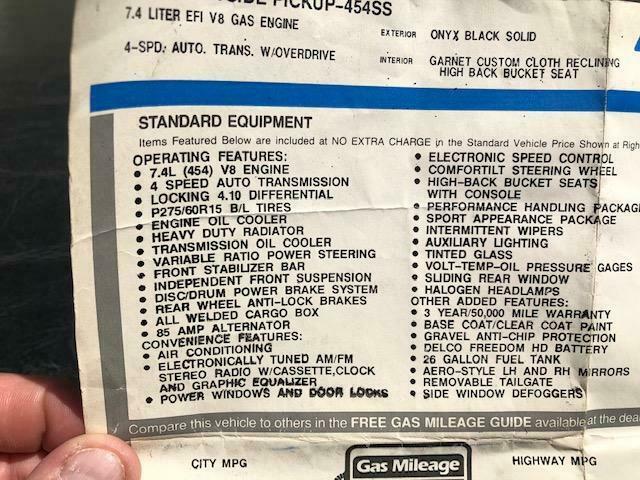 PICKUP-454SS
7.4 LITER EFI V8 GAS ENGINE
4-SPD. AUTO. TRANS. W/OVERDRIVE
EXTERIOR ONYX BLACK SOLID
INTERIOR GARNET CUSTOM CLOTH RECLINING
HIGH BACK BUCKET SEAT
STANDARD EQUIPMENT
Items Featured Below are included at NO EXTRA CHARGE in the Standard Vehicle Price Shown at Right
OPERATING FEATURES:
• 7.4L (454) V8 ENGINE
• 4 SPEED AUTO TRANSMISSION
• LOCKING 4.10 DIFFERENTIAL
• P275/60R15 B/L TIRES
• ENGINE OIL COOLER
• HEAVY DUTY RADIATOR
• TRANSMISSION OIL COOLER
• VARIABLE RATIO POWER STEERING
• FRONT STABILIZER BAR
• INDEPENDENT FRONT SUSPENSION
• DISC/DRUM POWER BRAKE SYSTEM
• REAR WHEEL ANTI-LOCK BRAKES
• ALL WELDED CARGO BOX
• 85 AMP ALTERNATOR
CONVENIENCE FEATURES:
• AIR CONDITIONING
• ELECTRONICALLY TUNED AM/FM
STEREO RADIO W/CASSETTE,CLOCK
AND GRAPHIC EQUALIZER
• POWER WINDOWS AND DOOR LOCKS
• ELECTRONIC SPEED CONTROL
• COMFORTILT STEERING WHEEL
• HIGH-BACK BUCKET SEATS
WITH CONSOLE
• PERFORMANCE HANDLING PACKAG
• SPORT APPEARANCE PACKAGE
• INTERMITTENT WIPERS
• AUXILIARY LIGHTING
• TINTED GLASS
• VOLT-TEMP-OIL PRESSURE GAGES
• SLIDING REAR WINDOW
• HALOGEN HEADLAMPS
OTHER ADDED FEATURES:
• 3 YEAR/50,000 MILE WARRANTY
• BASE COAT/CLEAR COAT PAINT
• GRAVEL ANTI-CHIP PROTECTION
• DELCO FREEDOM HD BATTERY
• 26 GALLON FUEL TANK
• AERO-STYLE LH AND RH MIRRORS
• REMOVABLE TAILGATE
• SIDE WINDOW DEFOGGERS
Compare this vehicle to others in the FREE GAS MILEAGE GUIDE available at the dea
CITY MPG
Gas Mileage
HIGHWAY MPG